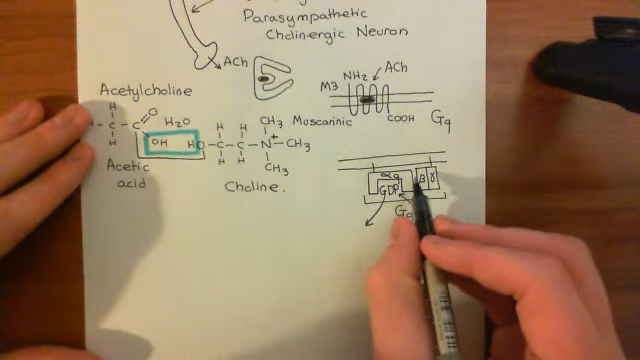 Parasympathetic
Cholinergic Neuron
ACh
Acetylcholine
NH₂
ACh
M3
H
O
H₂O
H H
CH₃
Muscarinic
COOH
Gq
H - C - C
OH
HO - C - C - N⁺ - CH₃
H
H H
CH₃
Acetic
acid
Choline.
αq
β γ
GDP
G